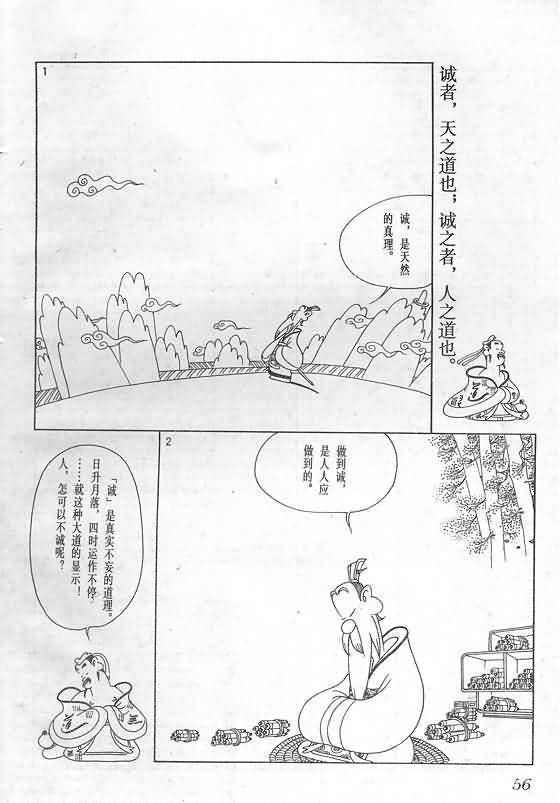 诚者，天之道也；诚之者，人之道也。
1
诚，是天然
的真理。
2
做到诚，
是人人应
做到的。
「诚」是真实不妄的道理。
日升月落，四时运作不停
……就这种大道的显示！
人，怎可以不诚呢？
56